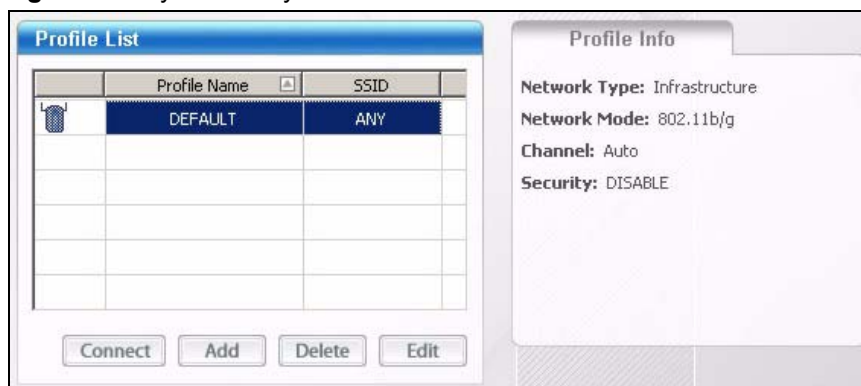 Profile List
Profile Name SSID
DEFAULT ANY
Connect Add Delete Edit
Profile Info
Network Type: Infrastructure
Network Mode: 802.11b/g
Channel: Auto
Security: DISABLE